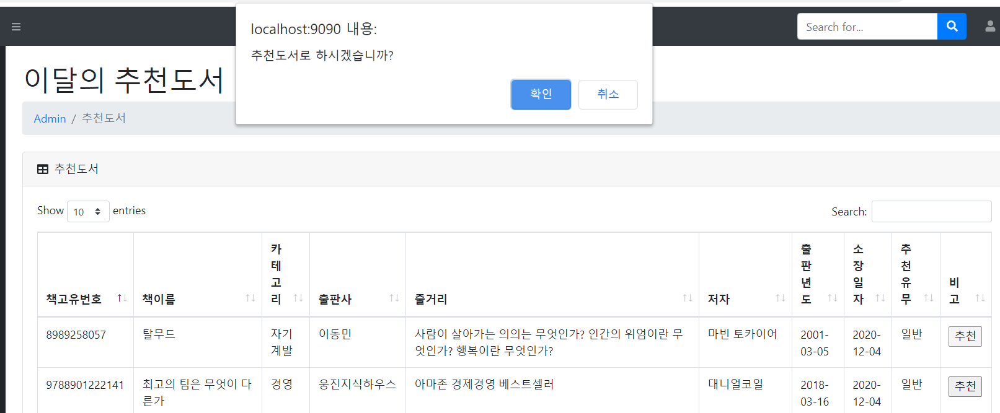 localhost:9090 내용:
추천도서로 하시겠습니까?
확인 취소
Search for...
이달의 추천도서
Admin / 추천도서
추천도서
Show 10 entries
Search:
책고유번호 책이름 카테고리 출판사 줄거리 저자 출판년도 소장일자 추천유무 비고
8989258057 탈무드 자기 이동민 사람이 살아가는 의의는 무엇인가? 인간의 위엄이란 무 마빈 토카이어 2001- 2020- 일반 추천
계발 엇인가? 행복이란 무엇인가? 03-05 12-04
9788901222141 최고의 팀은 무엇이 다 경영 웅진지식하우스 아마존 경제경영 베스트셀러 대니얼코일 2018- 2020- 일반 추천
른가 03-16 12-04